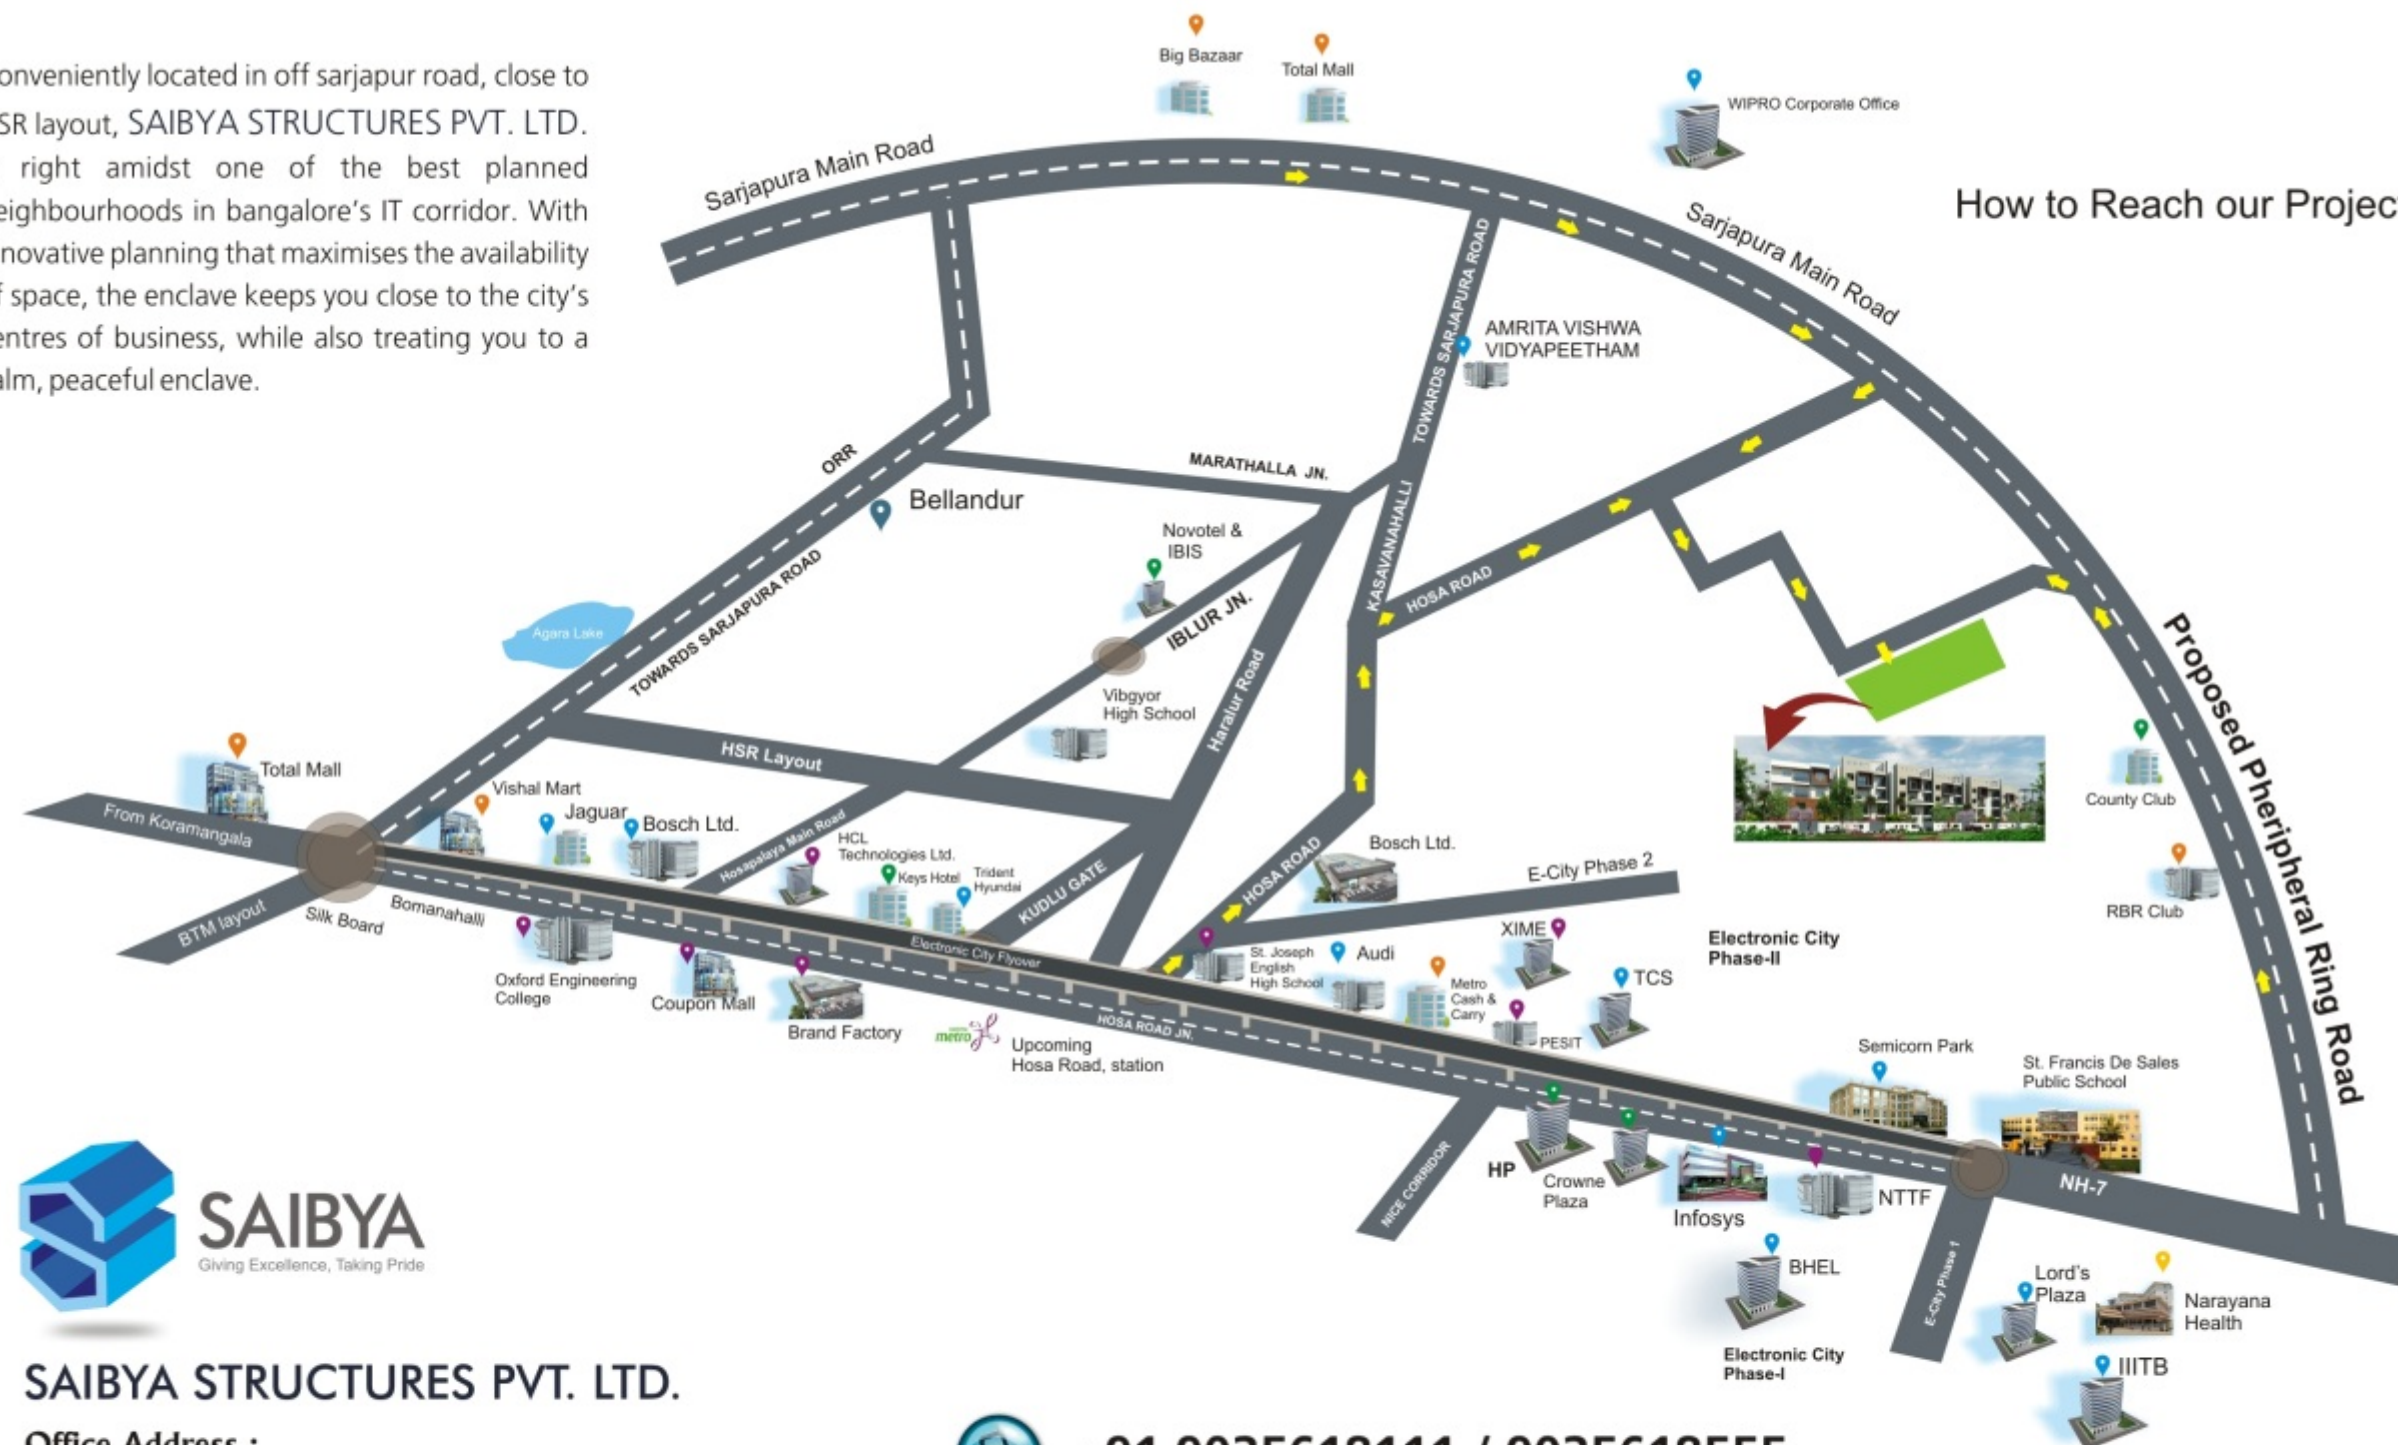 onveniently located in off sarjapur road, close to
SR layout, SAIBYA STRUCTURES PVT. LTD.
right amidst one of the best planned
eighbourhoods in bangalore's IT corridor. With
novative planning that maximises the availability
f space, the enclave keeps you close to the city's
entres of business, while also treating you to a
alm, peaceful enclave.
Big Bazaar
Total Mall
WIPRO Corporate Office
How to Reach our Projec
Sarjapura Main Road
Sarjapura Main Road
TOWARDS SARJAPURA ROAD
AMRITA VISHWA
VIDYAPEETHAM
ORR
MARATHALLA JN.
Bellandur
KASAVANAHALLI
Novotel &
IBIS
HOSA ROAD
IBLUR JN.
Agara Lake
TOWARDS SARJAPURA ROAD
Haralur Road
Vibgyor
High School
Proposed Pheripheral Ring Road
HSR Layout
Total Mall
From Koramangala
Vishal Mart
Jaguar
Bosch Ltd.
County Club
Hosapalaya Main Road
HCL
Technologies Ltd.
Keys Hotel
Trident
Hyundai
KUDLU GATE
HOSA ROAD
Bosch Ltd.
E-City Phase 2
RBR Club
BTM layout
Silk Board
Bomanahalli
Electronic City Flyover
Oxford Engineering
College
Coupon Mall
Brand Factory
metro
Upcoming
Hosa Road, station
HOSA ROAD JN.
St. Joseph
English
High School
Audi
Metro
Cash &
Carry
XIME
PESIT
TCS
Electronic City
Phase-II
Semicorn Park
St. Francis De Sales
Public School
NICE CORRIDOR
HP
Crowne
Plaza
Infosys
NTTF
NH-7
BHEL
Electronic City
Phase-I
E-City Phase 1
Lord's
Plaza
Narayana
Health
IIITB
SAIBYA
Giving Excellence, Taking Pride
SAIBYA STRUCTURES PVT. LTD.
Office Address :